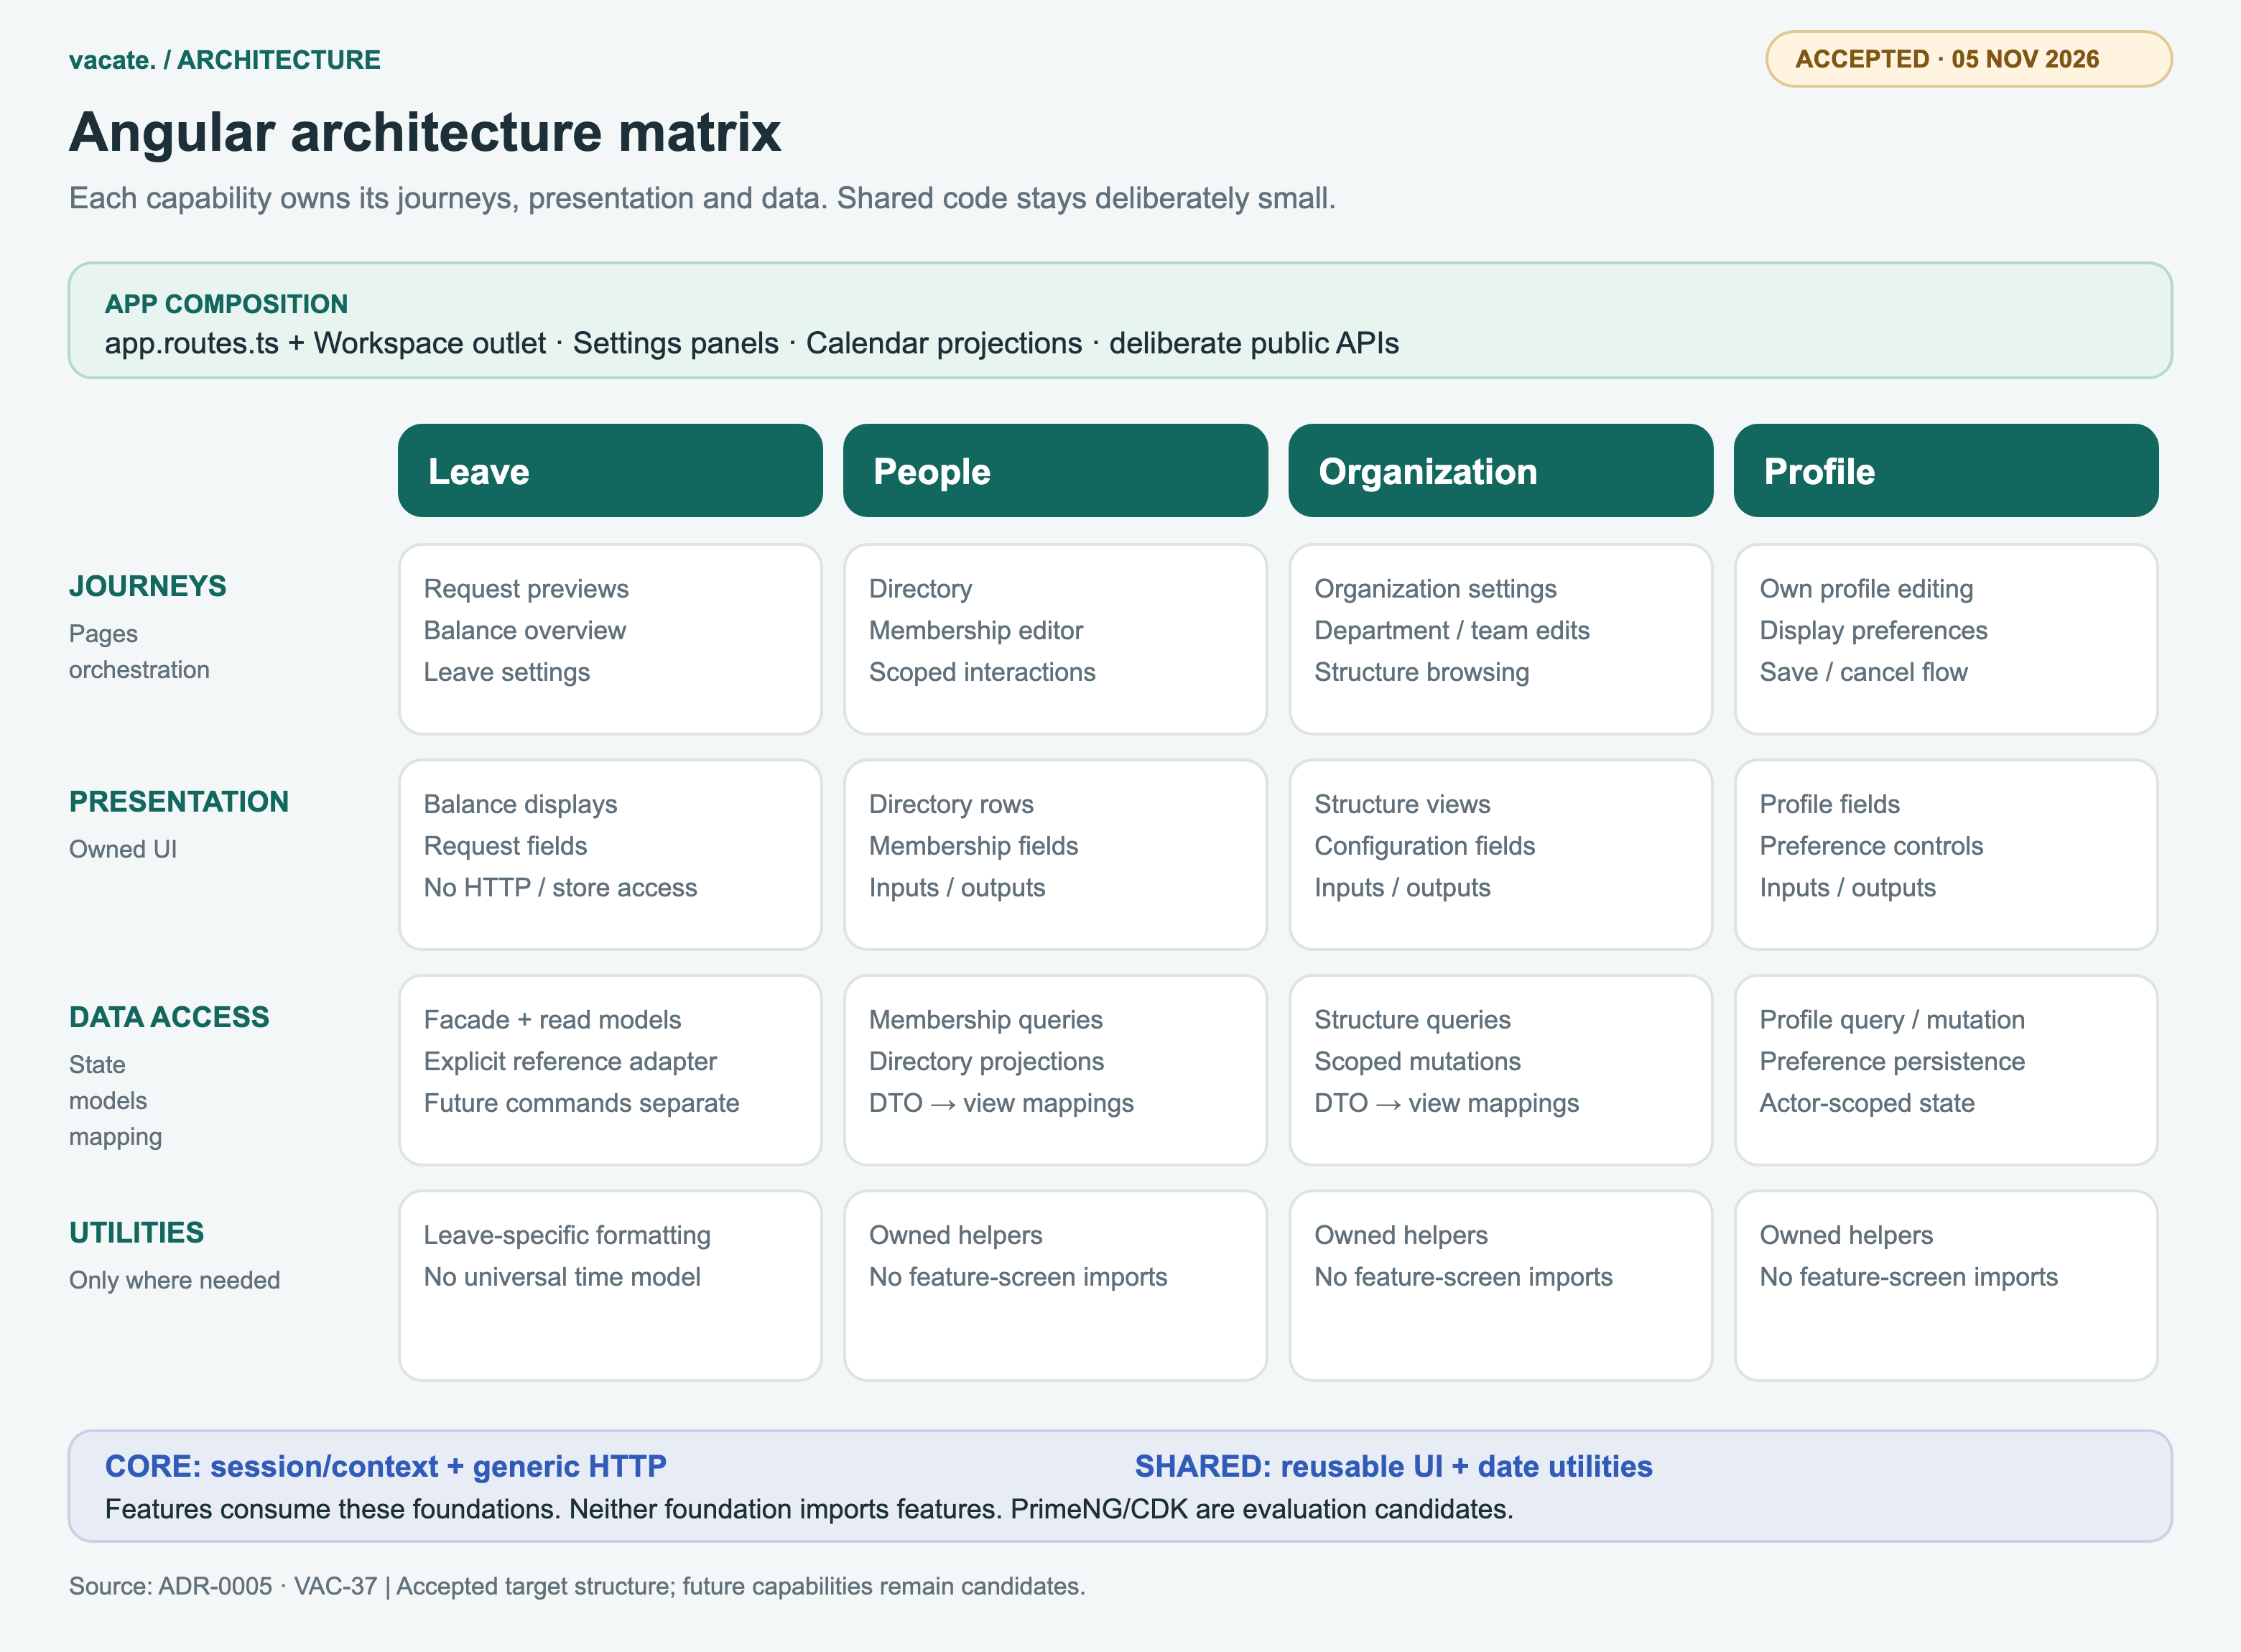 vacate. / ARCHITECTURE
ACCEPTED · 05 NOV 2026
Angular architecture matrix
Each capability owns its journeys, presentation and data. Shared code stays deliberately small.
APP COMPOSITION
app.routes.ts + Workspace outlet · Settings panels · Calendar projections · deliberate public APIs
Leave
People
Organization
Profile
JOURNEYS
Pages
orchestration
Request previews
Balance overview
Leave settings
Directory
Membership editor
Scoped interactions
Organization settings
Department / team edits
Structure browsing
Own profile editing
Display preferences
Save / cancel flow
PRESENTATION
Owned UI
Balance displays
Request fields
No HTTP / store access
Directory rows
Membership fields
Inputs / outputs
Structure views
Configuration fields
Inputs / outputs
Profile fields
Preference controls
Inputs / outputs
DATA ACCESS
State
models
mapping
Facade + read models
Explicit reference adapter
Future commands separate
Membership queries
Directory projections
DTO → view mappings
Structure queries
Scoped mutations
DTO → view mappings
Profile query / mutation
Preference persistence
Actor-scoped state
UTILITIES
Only where needed
Leave-specific formatting
No universal time model
Owned helpers
No feature-screen imports
Owned helpers
No feature-screen imports
Owned helpers
No feature-screen imports
CORE: session/context + generic HTTP
SHARED: reusable UI + date utilities
Features consume these foundations. Neither foundation imports features. PrimeNG/CDK are evaluation candidates.
Source: ADR-0005 · VAC-37 | Accepted target structure; future capabilities remain candidates.